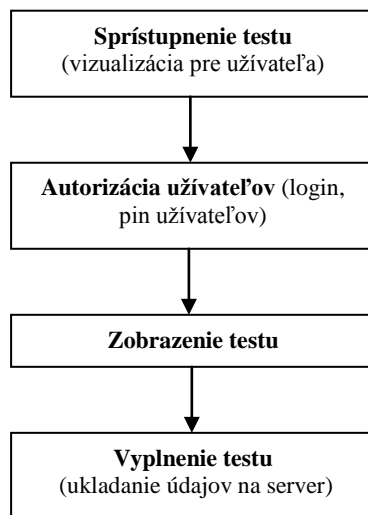 Sprístupnenie testu
(vizualizácia pre užívateľa)
Autorizácia užívateľov (login,
pin užívateľov)
Zobrazenie testu
Vyplnenie testu
(ukladanie údajov na server)